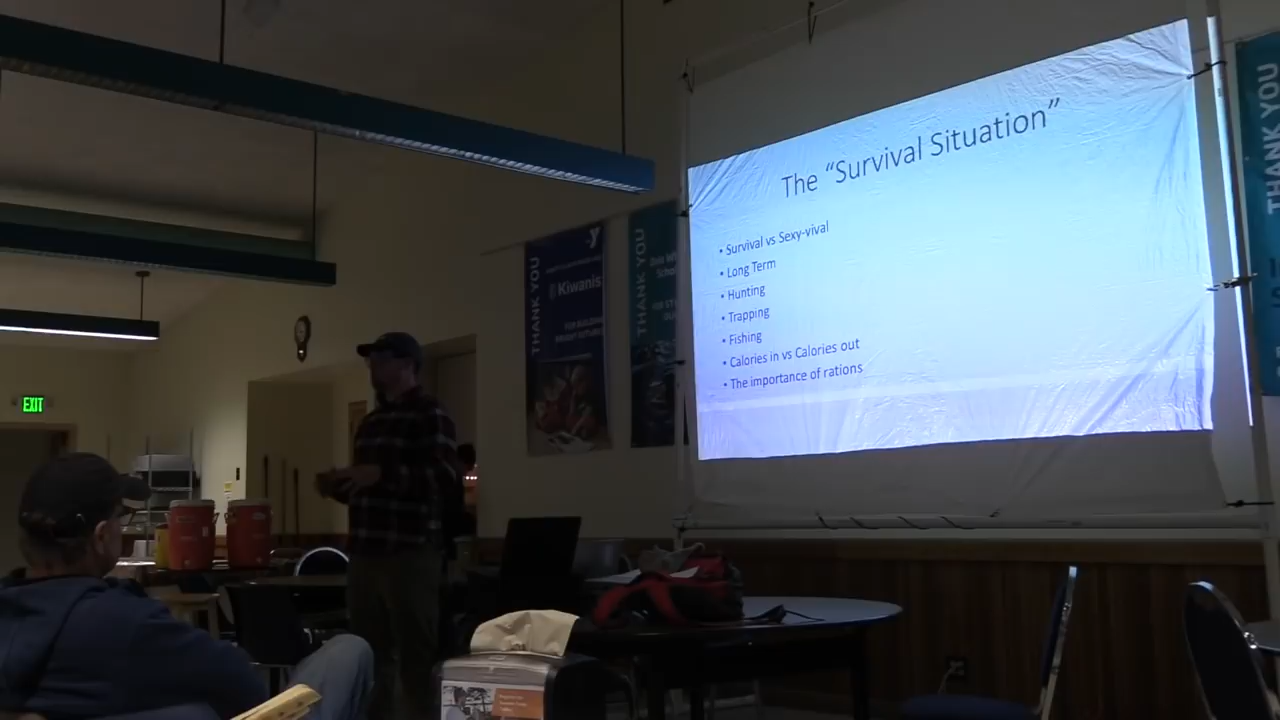 The “Survival Situation”
• Survival vs Sexy-vival
• Long Term
• Hunting
• Trapping
• Fishing
• Calories in vs Calories out
• The importance of rations
THANK YOU
Kiwanis
THANK YOU
THANK YOU
EXIT